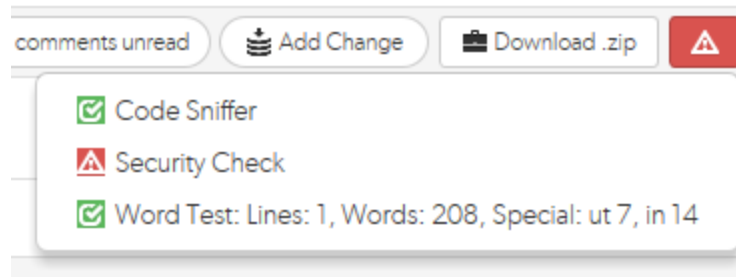 comments unread Add Change Download .zip
Code Sniffer
Security Check
Word Test: Lines: 1, Words: 208, Special: ut 7, in 14